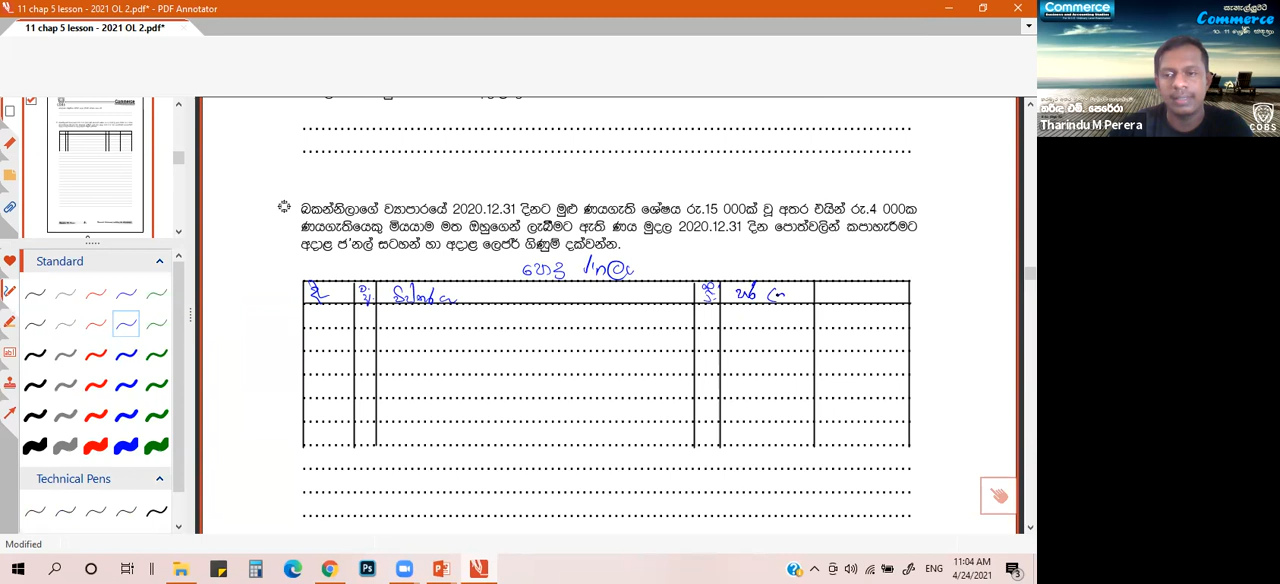 11 chap 5 lesson - 2021 OL 2.pdf* - PDF Annotator
11 chap 5 lesson - 2021 OL 2.pdf*
Commerce
Commerce
Tharindu M Perera
COBS
බකන්නිලාගේ ව්‍යාපාරයේ 2020.12.31 දිනට මුළු ණයගැති ශේෂය රු.15 000ක් වූ අතර එයින් රු.4 000ක
ණයගැතියෙකු මියයාම මත ඔහුගෙන් ලැබීමට ඇති ණය මුදල 2020.12.31 දින පොත්වලින් කපාහැරීමට
අදාළ ජ'නල් සටහන් හා අදාළ ලෙජර් ගිණුම් දක්වන්න.
පොදු
විස්තරය
Standard
Technical Pens
Modified
ENG
11:04 AM
4/24/2021
3